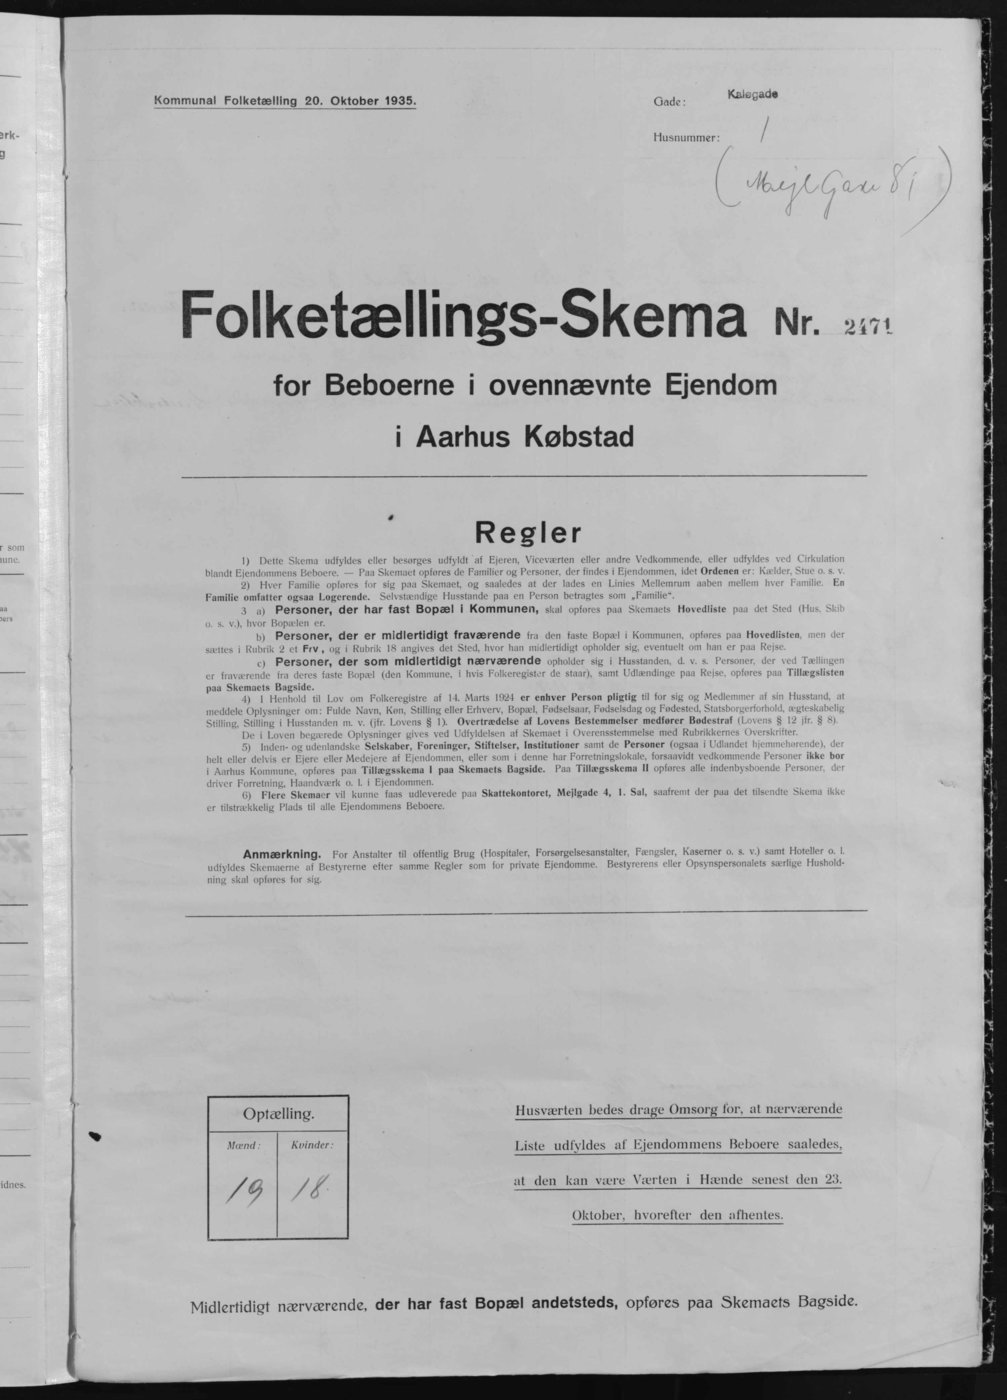 Kommunal Folketælling 20. Oktober 1935.
Gade: Kaløgade
Husnummer: 1
(Mejlgade 81)
Folketællings-Skema Nr. 2471
for Beboerne i ovennævnte Ejendom
i Aarhus Købstad
Regler
1) Dette Skema udfyldes eller besørges udfyldt af Ejeren, Viceværten eller andre Vedkommende, eller udfyldes ved Cirkulation
blandt Ejendommens Beboere. — Paa Skemaet opføres de Familier og Personer, der findes i Ejendommen, idet Ordenen er: Kælder, Stue o. s. v.
2) Hver Familie opføres for sig paa Skemaet, og saaledes at der lades en Linies Mellemrum aaben mellem hver Familie. En
Familie omfatter ogsaa Logerende. Selvstændige Husstande paa en Person betragtes som „Familie“.
3 a) Personer, der har fast Bopæl i Kommunen, skal opføres paa Skemaets Hovedliste paa det Sted (Hus, Skib
o. s. v.), hvor Bopælen er.
b) Personer, der er midlertidigt fraværende fra den faste Bopæl i Kommunen, opføres paa Hovedlisten, men der
sættes i Rubrik 2 et Frv., og i Rubrik 18 angives det Sted, hvor han midlertidigt opholder sig, eventuelt om han er paa Rejse.
c) Personer, der som midlertidigt nærværende opholder sig i Husstanden, d. v. s. Personer, der ved Tællingen
er fraværende fra deres faste Bopæl (den Kommune, i hvis Folkeregister de staar), samt Udlændinge paa Rejse, opføres paa Tillægslisten
paa Skemaets Bagside.
4) I Henhold til Lov om Folkeregistre af 14. Marts 1924 er enhver Person pligtig til for sig og Medlemmer af sin Husstand, at
meddele Oplysninger om: Fulde Navn, Køn, Stilling eller Erhverv, Bopæl, Fødselsaar, Fødselsdag og Fødested, Statsborgerforhold, ægteskabelig
Stilling, Stilling i Husstanden m. v. (jfr. Lovens § 1). Overtrædelse af Lovens Bestemmelser medfører Bødestraf (Lovens § 12 jfr. § 8).
De i Loven begærede Oplysninger gives ved Udfyldelsen af Skemaet i Overensstemmelse med Rubrikkernes Overskrifter.
5) Inden- og udenlandske Selskaber, Foreninger, Stiftelser, Institutioner samt de Personer (ogsaa i Udlandet hjemmehørende), der
helt eller delvis er Ejere eller Medejere af Ejendommen, eller som i denne har Forretningslokale, forsaavidt vedkommende Personer ikke bor
i Aarhus Kommune, opføres paa Tillægsskema I paa Skemaets Bagside. Paa Tillægsskema II opføres alle indenbysboende Personer, der
driver Forretning, Haandværk o. l. i Ejendommen.
6) Flere Skemaer vil kunne faas udleverede paa Skattekontoret, Mejlgade 4, 1. Sal, saafremt der paa det tilsendte Skema ikke
er tilstrækkelig Plads til alle Ejendommens Beboere.
Anmærkning. For Anstalter til offentlig Brug (Hospitaler, Forsørgelsesanstalter, Fængsler, Kaserner o. s. v.) samt Hoteller o. l.
udfyldes Skemaerne af Bestyrerne efter samme Regler som for private Ejendomme. Bestyrerens eller Opsynspersonalets særlige Hushold-
ning skal opføres for sig.
Optælling.
Mænd: Kvinder:
19 18
Husværten bedes drage Omsorg for, at nærværende
Liste udfyldes af Ejendommens Beboere saaledes,
at den kan være Værten i Hænde senest den 23.
Oktober, hvorefter den afhentes.
Midlertidigt nærværende, der har fast Bopæl andetsteds, opføres paa Skemaets Bagside.